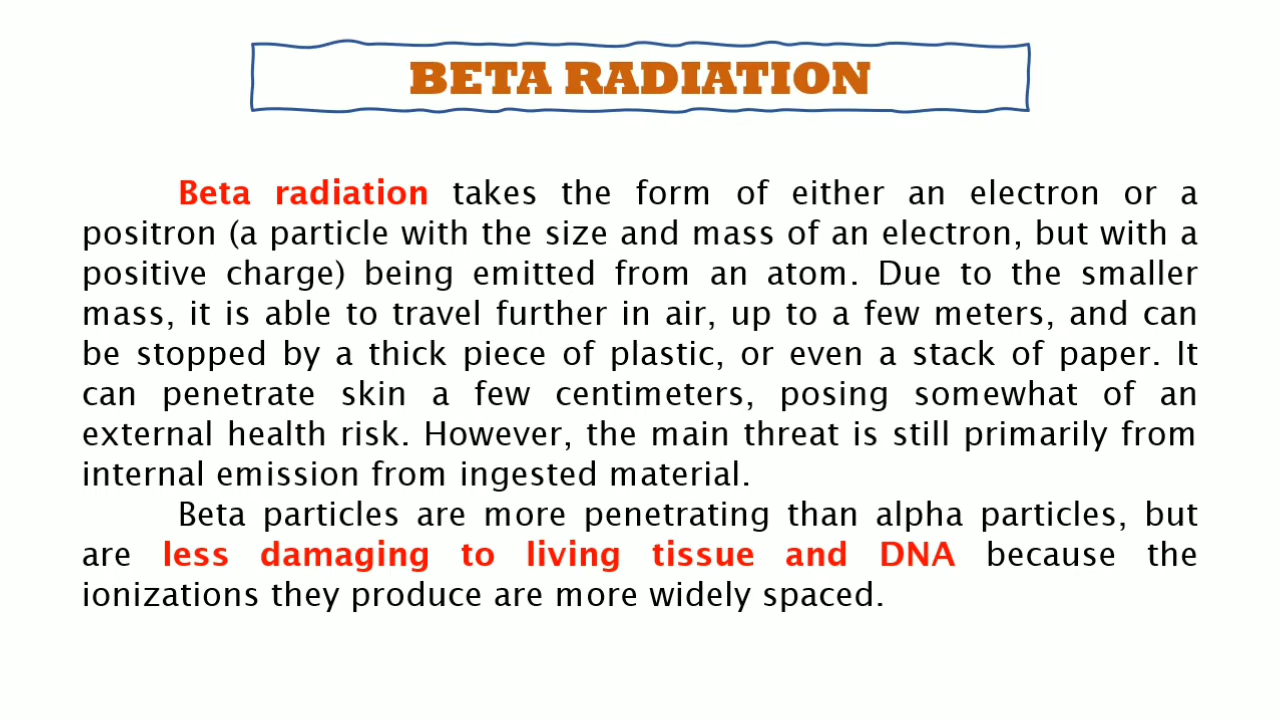 BETA RADIATION
Beta radiation takes the form of either an electron or a
positron (a particle with the size and mass of an electron, but with a
positive charge) being emitted from an atom. Due to the smaller
mass, it is able to travel further in air, up to a few meters, and can
be stopped by a thick piece of plastic, or even a stack of paper. It
can penetrate skin a few centimeters, posing somewhat of an
external health risk. However, the main threat is still primarily from
internal emission from ingested material.
Beta particles are more penetrating than alpha particles, but
are less damaging to living tissue and DNA because the
ionizations they produce are more widely spaced.